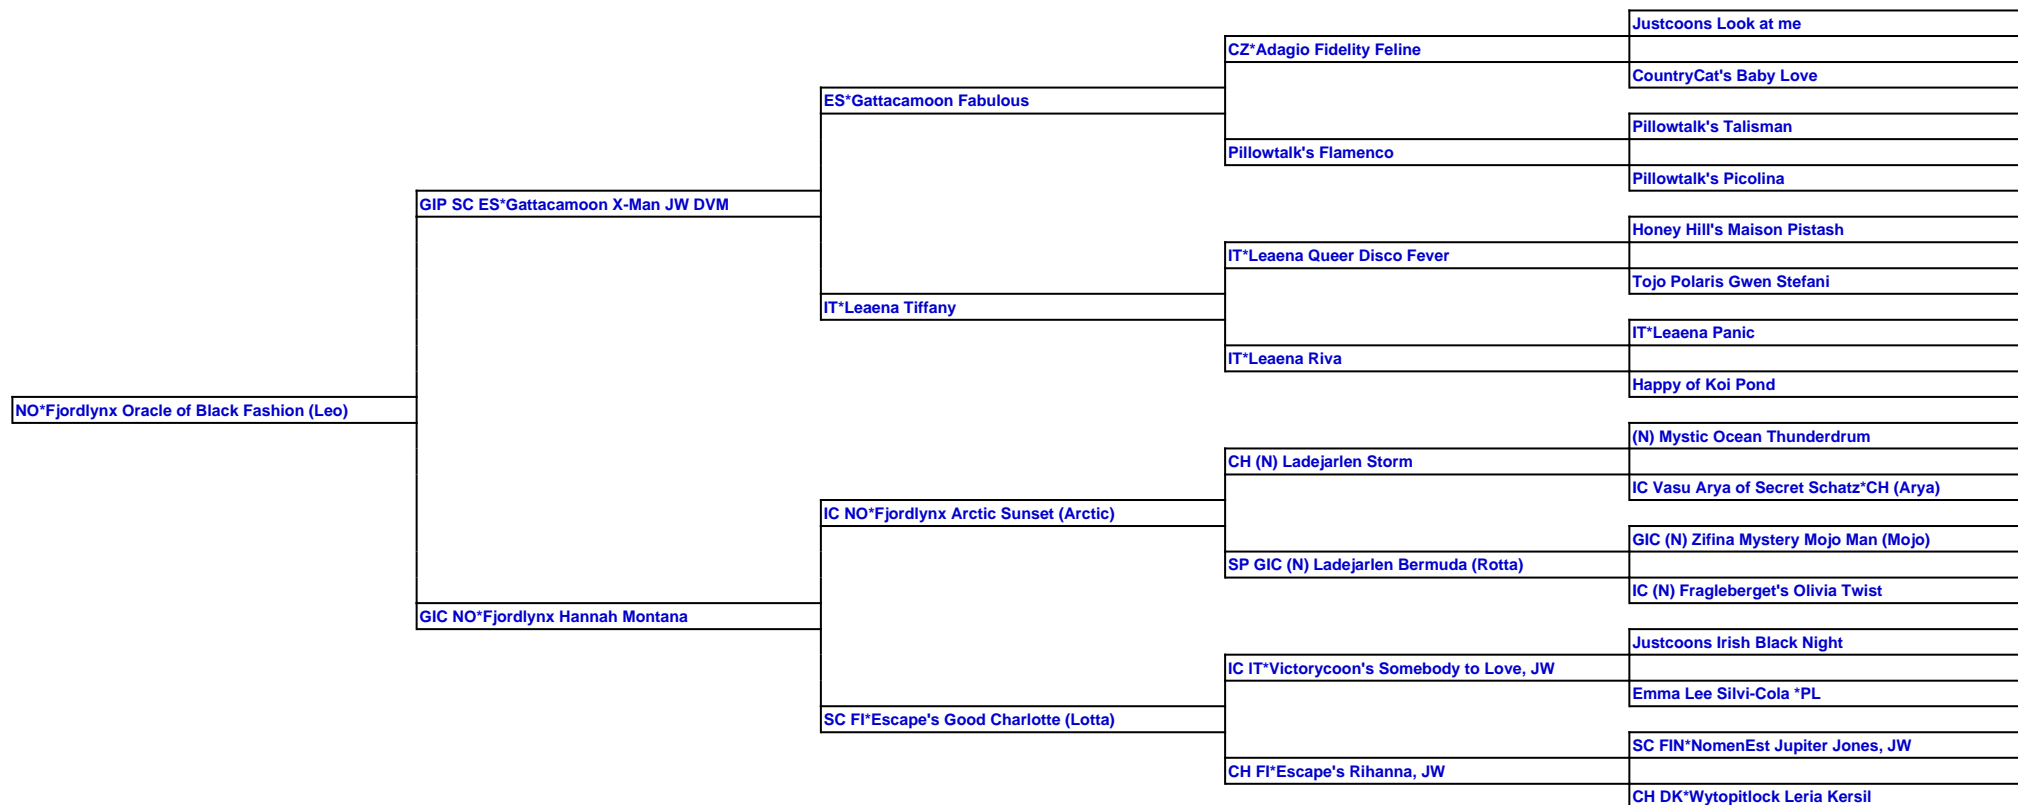 Justcoons Look at me
CZ*Adagio Fidelity Feline
CountryCat's Baby Love
ES*Gattacamoon Fabulous
Pillowtalk's Talisman
Pillowtalk's Flamenco
Pillowtalk's Picolina
GIP SC ES*Gattacamoon X-Man JW DVM
Honey Hill's Maison Pistash
IT*Leaena Queer Disco Fever
Tojo Polaris Gwen Stefani
IT*Leaena Tiffany
IT*Leaena Panic
IT*Leaena Riva
Happy of Koi Pond
NO*Fjordlynx Oracle of Black Fashion (Leo)
(N) Mystic Ocean Thunderdrum
CH (N) Ladejarlen Storm
IC Vasu Arya of Secret Schatz*CH (Arya)
IC NO*Fjordlynx Arctic Sunset (Arctic)
GIC (N) Zifina Mystery Mojo Man (Mojo)
SP GIC (N) Ladejarlen Bermuda (Rotta)
IC (N) Fragleberget's Olivia Twist
GIC NO*Fjordlynx Hannah Montana
Justcoons Irish Black Night
IC IT*Victorycoon's Somebody to Love, JW
Emma Lee Silvi-Cola *PL
SC FI*Escape's Good Charlotte (Lotta)
SC FIN*NomenEst Jupiter Jones, JW
CH FI*Escape's Rihanna, JW
CH DK*Wytopitlock Leria Kersil